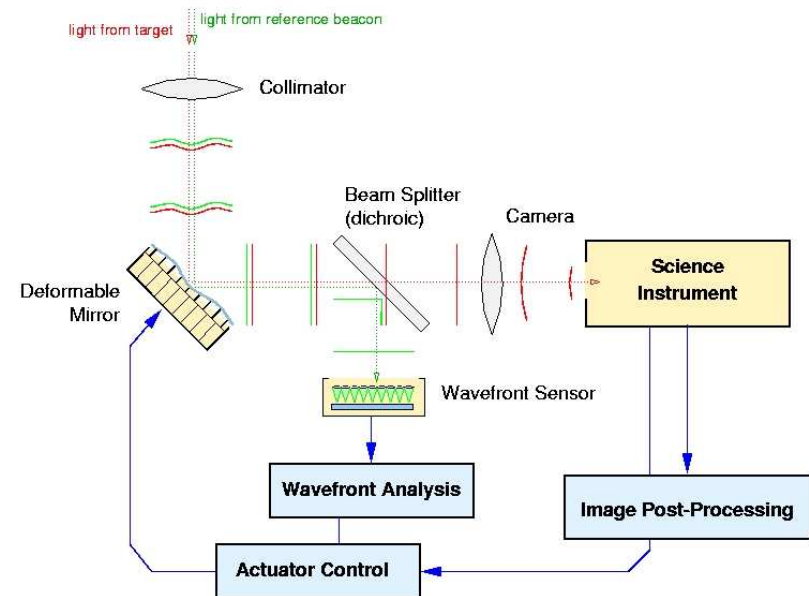 light from reference beacon
light from target
Collimator
Beam Splitter
(dichroic)
Camera
Science
Instrument
Deformable
Mirror
Wavefront Sensor
Wavefront Analysis
Image Post-Processing
Actuator Control